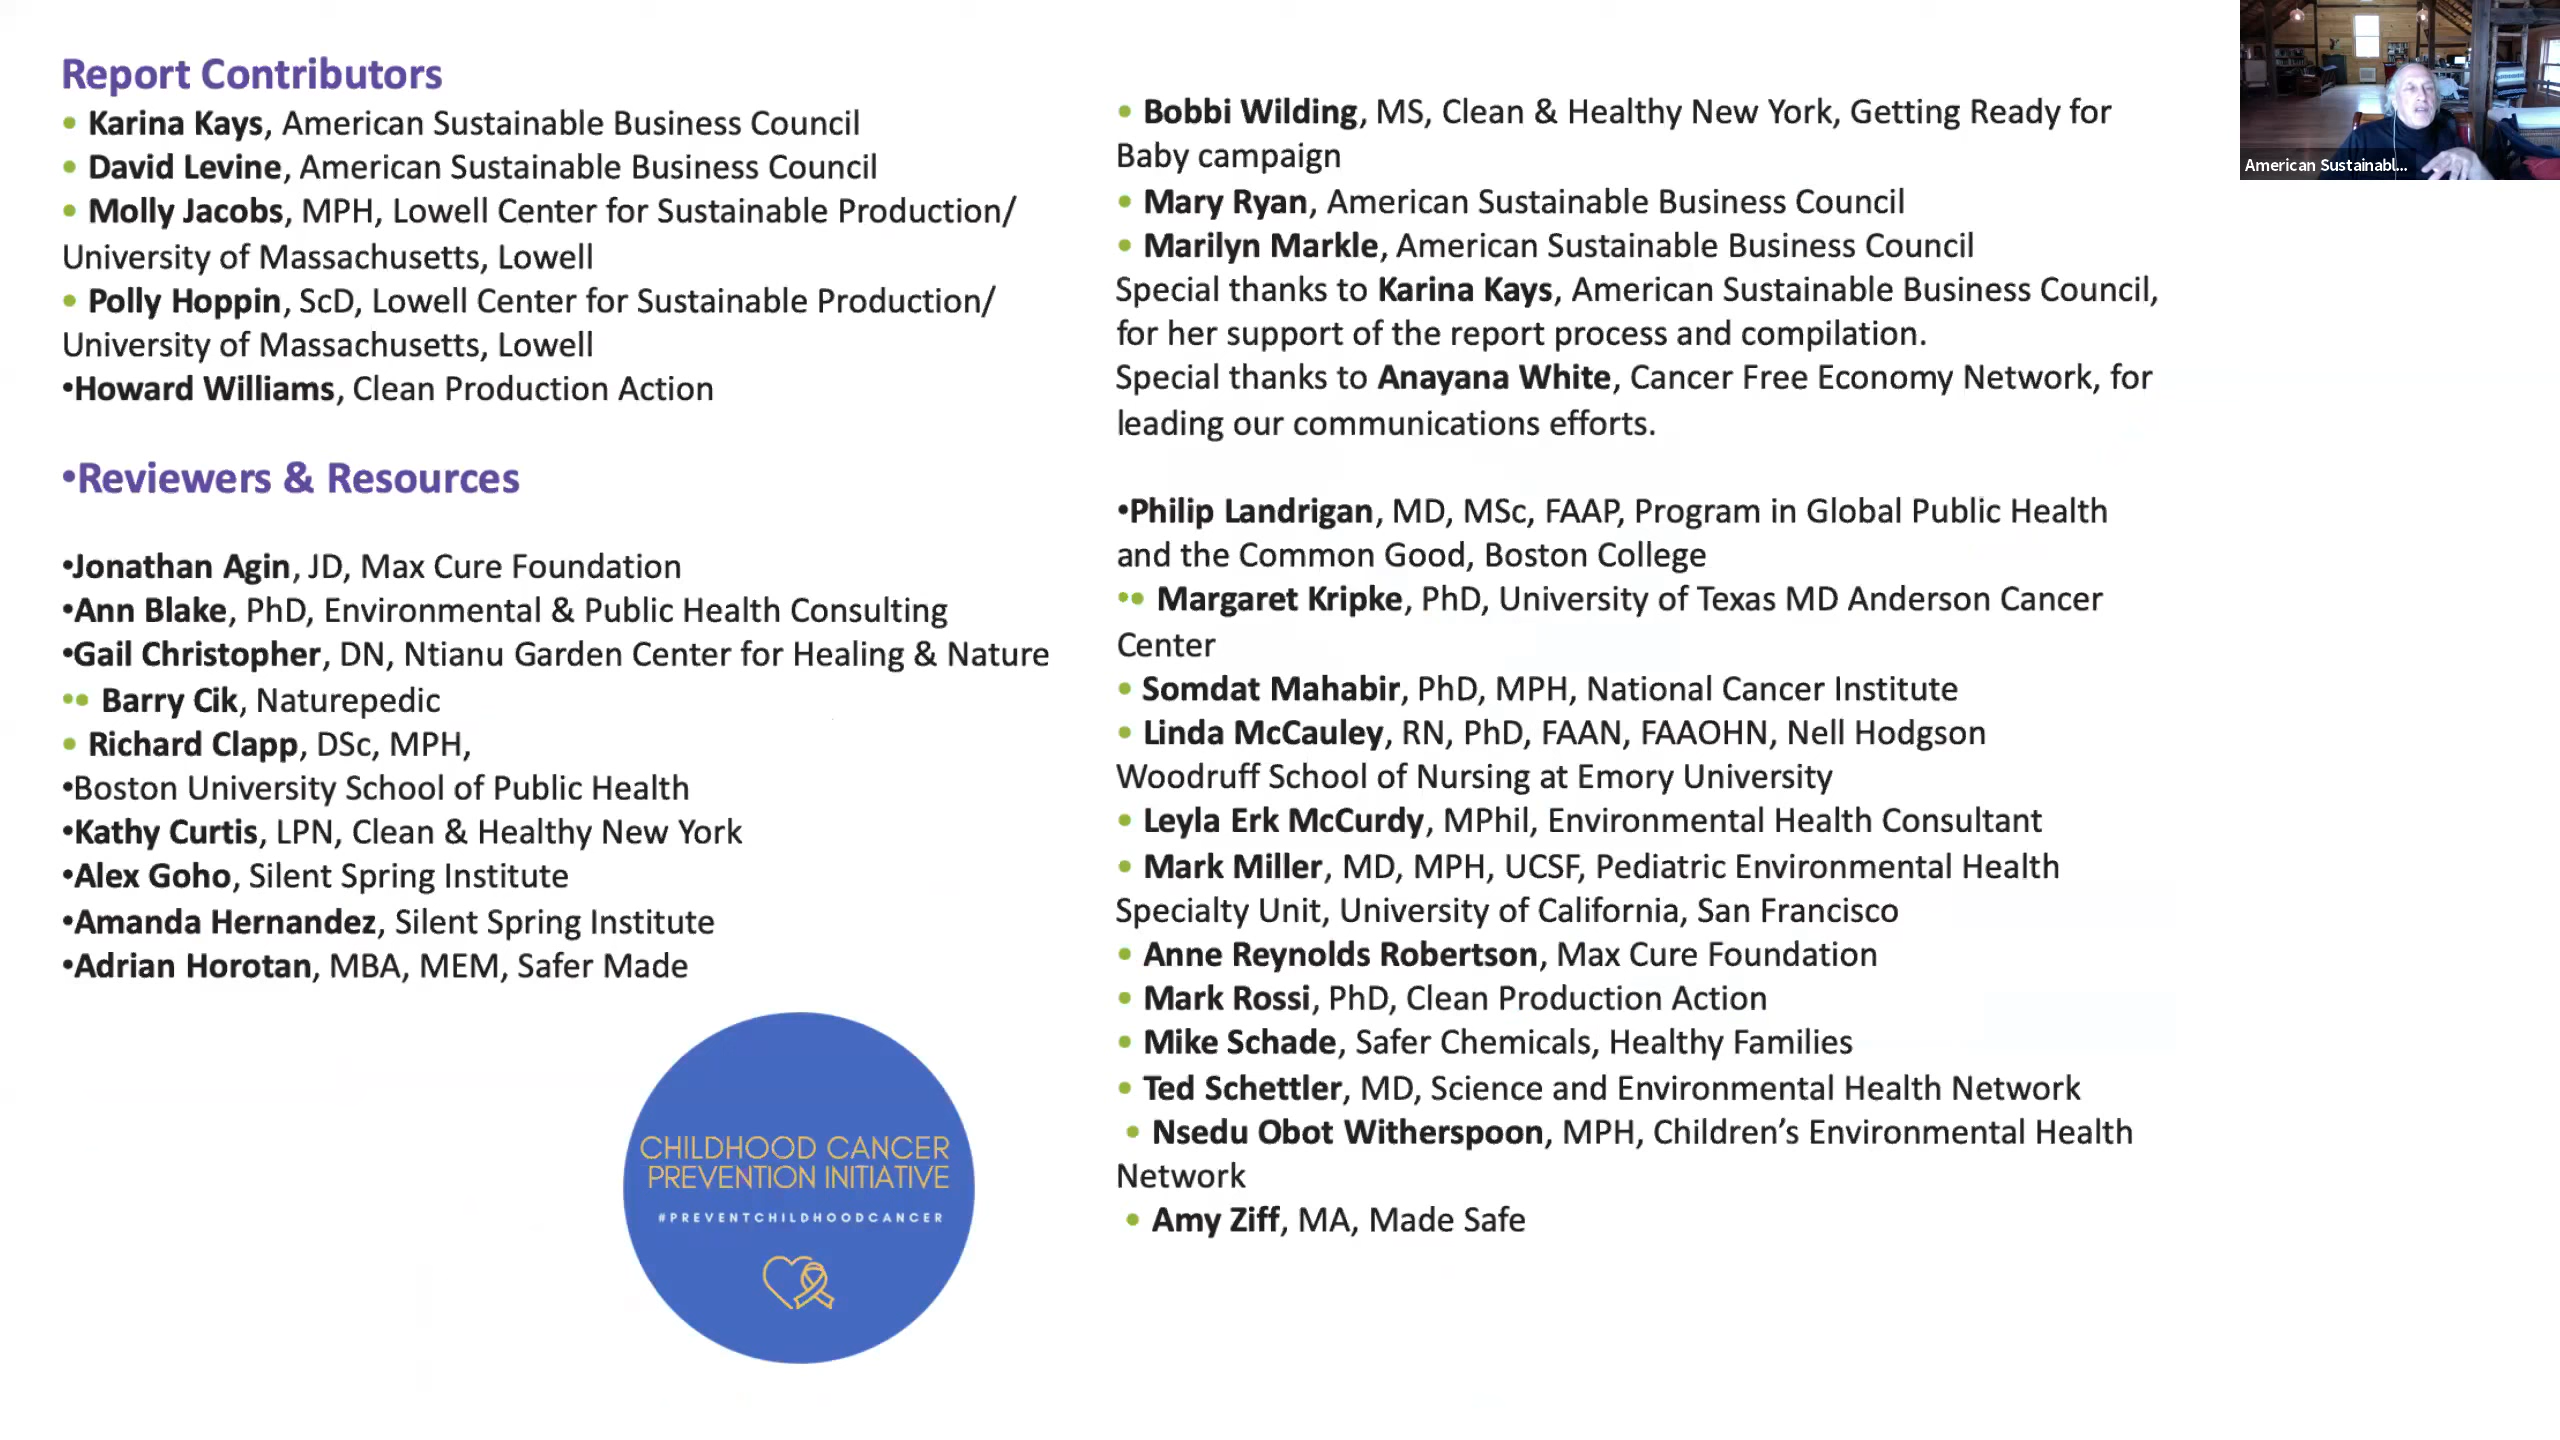 Report Contributors
• Karina Kays, American Sustainable Business Council
• David Levine, American Sustainable Business Council
• Molly Jacobs, MPH, Lowell Center for Sustainable Production/
University of Massachusetts, Lowell
• Polly Hoppin, ScD, Lowell Center for Sustainable Production/
University of Massachusetts, Lowell
•Howard Williams, Clean Production Action
•Reviewers & Resources
•Jonathan Agin, JD, Max Cure Foundation
•Ann Blake, PhD, Environmental & Public Health Consulting
•Gail Christopher, DN, Ntianu Garden Center for Healing & Nature
•• Barry Cik, Naturepedic
• Richard Clapp, DSc, MPH,
•Boston University School of Public Health
•Kathy Curtis, LPN, Clean & Healthy New York
•Alex Goho, Silent Spring Institute
•Amanda Hernandez, Silent Spring Institute
•Adrian Horotan, MBA, MEM, Safer Made
CHILDHOOD CANCER
PREVENTION INITIATIVE
#PREVENTCHILDHOODCANCER
• Bobbi Wilding, MS, Clean & Healthy New York, Getting Ready for
Baby campaign
• Mary Ryan, American Sustainable Business Council
• Marilyn Markle, American Sustainable Business Council
Special thanks to Karina Kays, American Sustainable Business Council,
for her support of the report process and compilation.
Special thanks to Anayana White, Cancer Free Economy Network, for
leading our communications efforts.
•Philip Landrigan, MD, MSc, FAAP, Program in Global Public Health
and the Common Good, Boston College
•• Margaret Kripke, PhD, University of Texas MD Anderson Cancer
Center
• Somdat Mahabir, PhD, MPH, National Cancer Institute
• Linda McCauley, RN, PhD, FAAN, FAAOHN, Nell Hodgson
Woodruff School of Nursing at Emory University
• Leyla Erk McCurdy, MPhil, Environmental Health Consultant
• Mark Miller, MD, MPH, UCSF, Pediatric Environmental Health
Specialty Unit, University of California, San Francisco
• Anne Reynolds Robertson, Max Cure Foundation
• Mark Rossi, PhD, Clean Production Action
• Mike Schade, Safer Chemicals, Healthy Families
• Ted Schettler, MD, Science and Environmental Health Network
• Nsedu Obot Witherspoon, MPH, Children’s Environmental Health
Network
• Amy Ziff, MA, Made Safe
American Sustainabl...